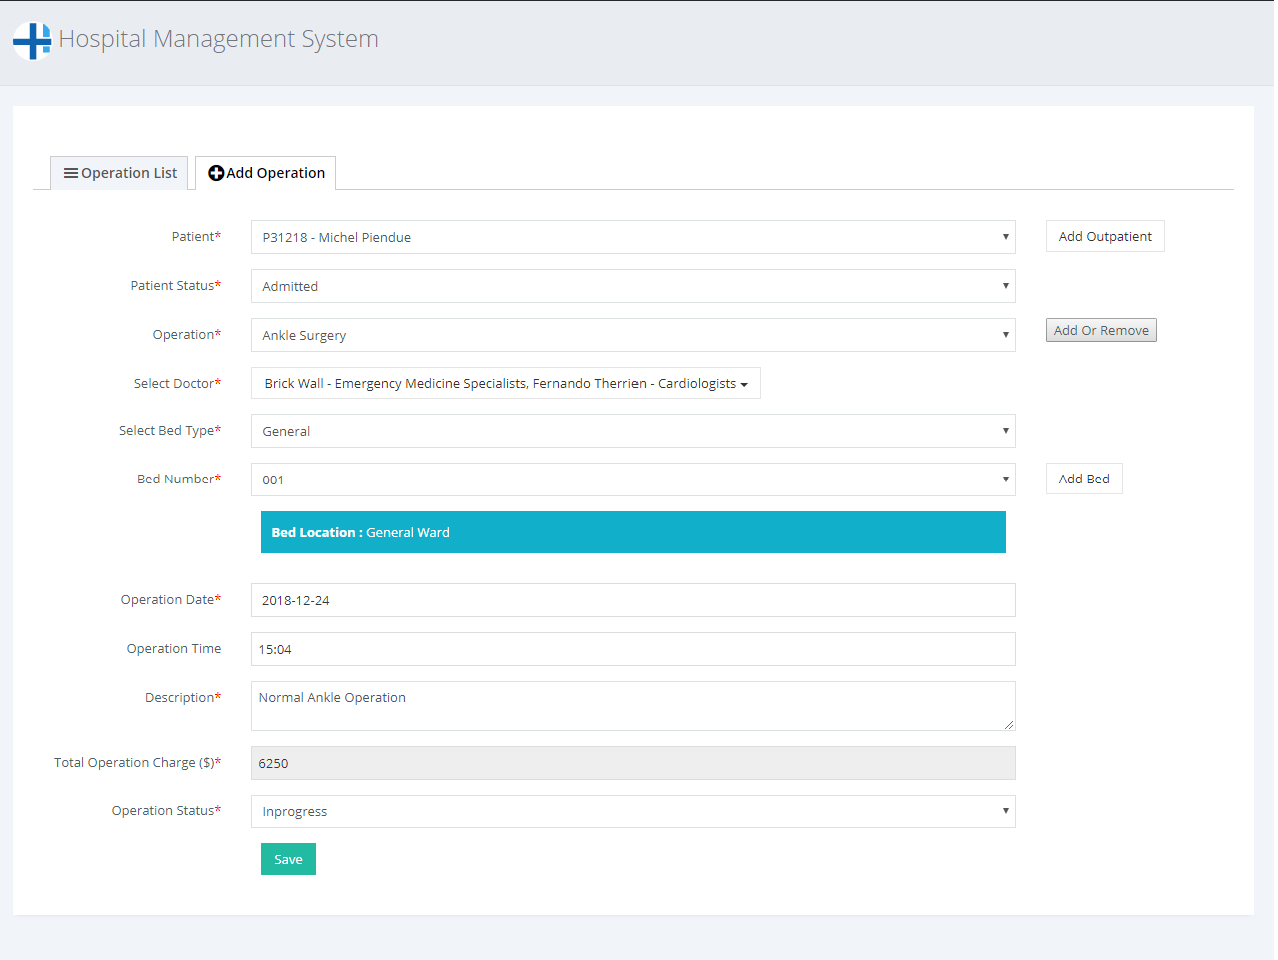 Hospital Management System
Operation List Add Operation
Patient* P31218 - Michel Piendue Add Outpatient
Patient Status* Admitted
Operation* Ankle Surgery Add Or Remove
Select Doctor* Brick Wall - Emergency Medicine Specialists, Fernando Therrien - Cardiologists
Select Bed Type* General
Bed Number* 001 Add Bed
Bed Location : General Ward
Operation Date* 2018-12-24
Operation Time 15:04
Description* Normal Ankle Operation
Total Operation Charge ($)* 6250
Operation Status* Inprogress
Save